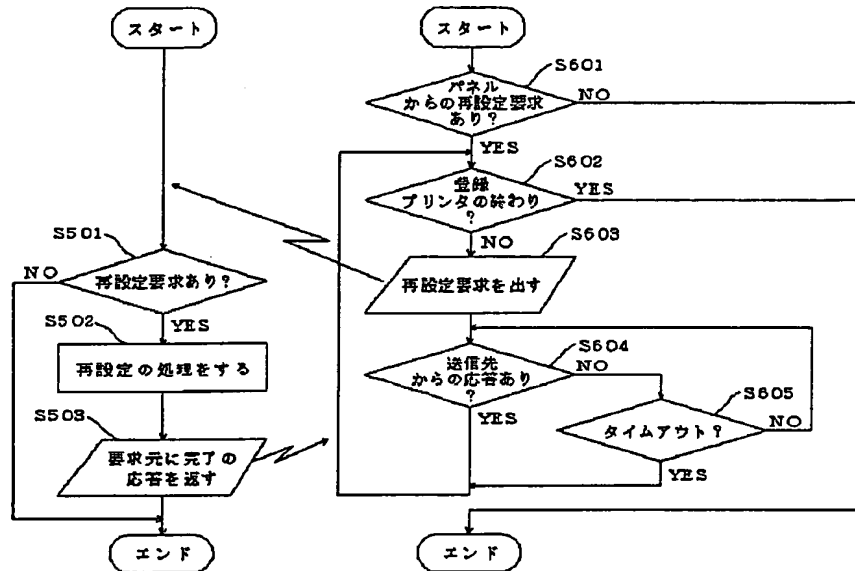 スタート
S501
再設定要求あり?
NO
YES
S502
再設定の処理をする
S503
要求元に完了の
応答を返す
エンド
スタート
S601
パネル
からの再設定要求
あり?
NO
YES
S602
登録
プリンタの終わり
?
YES
NO
S603
再設定要求を出す
S604
送信先
からの応答あり
?
NO
YES
S605
タイムアウト?
NO
YES
エンド